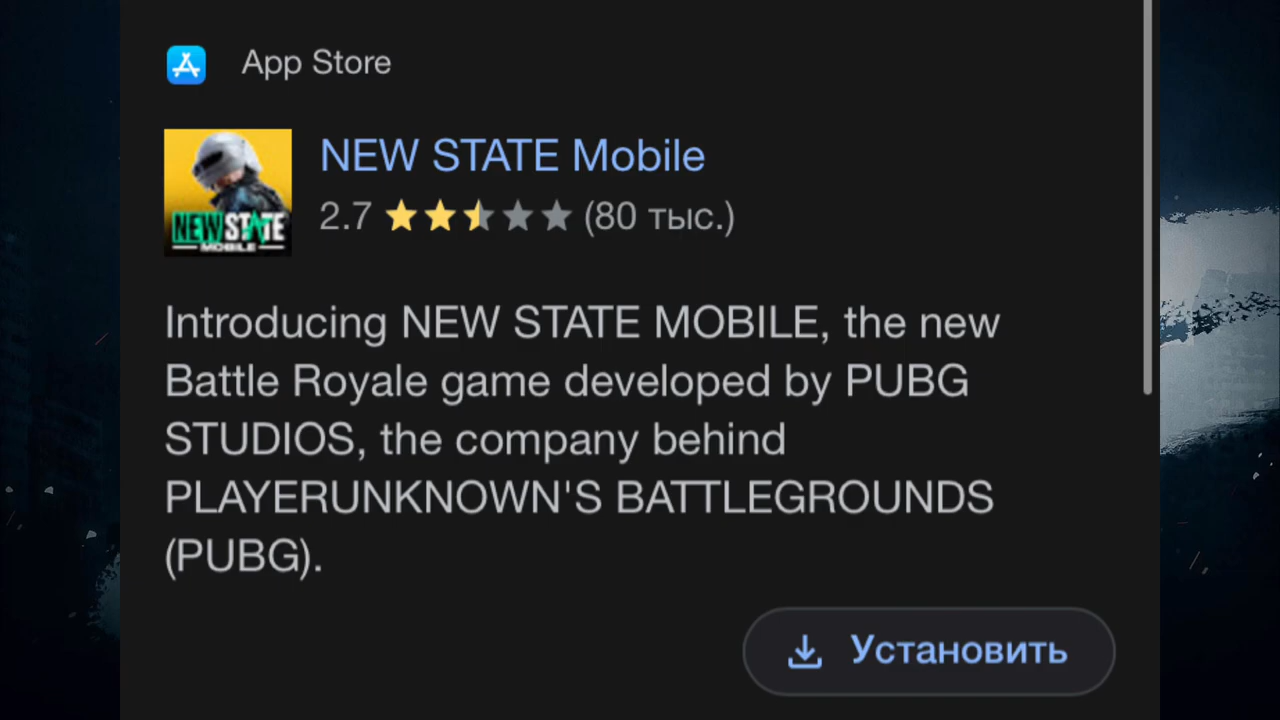 App Store
NEW STATE
MOBILE
NEW STATE Mobile
2.7 (80 тыс.)
Introducing NEW STATE MOBILE, the new
Battle Royale game developed by PUBG
STUDIOS, the company behind
PLAYERUNKNOWN'S BATTLEGROUNDS
(PUBG).
Установить